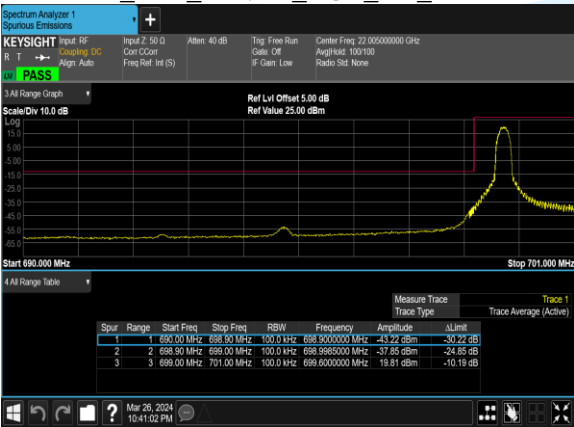 Spectrum Analyzer 1
Spurious Emissions
+
KEYSIGHT Input: RF Input Z: 50 Ω Atten: 40 dB Trig: Free Run Center Freq: 22.005000000 GHz
R T Coupling: DC Corr CCorr Gate: Off Avg|Hold: 100/100
Align: Auto Freq Ref: Int (S) IF Gain: Low Radio Std: None
LXI PASS
3 All Range Graph
Ref Lvl Offset 5.00 dB
Scale/Div 10.0 dB Ref Value 25.00 dBm
Log
15.0
5.00
-5.00
-15.0
-25.0
-35.0
-45.0
-55.0
-65.0
Start 690.000 MHz Stop 701.000 MHz
4 All Range Table
Measure Trace Trace 1
Trace Type Trace Average (Active)
Spur Range Start Freq Stop Freq RBW Frequency Amplitude ΔLimit
1 1 690.00 MHz 698.90 MHz 100.0 kHz 698.9000000 MHz -43.22 dBm -30.22 dB
2 2 698.90 MHz 699.00 MHz 100.0 kHz 698.9985000 MHz -37.85 dBm -24.85 dB
3 3 699.00 MHz 701.00 MHz 100.0 kHz 699.6000000 MHz 19.81 dBm -10.19 dB
? Mar 26, 2024
10:41:02 PM